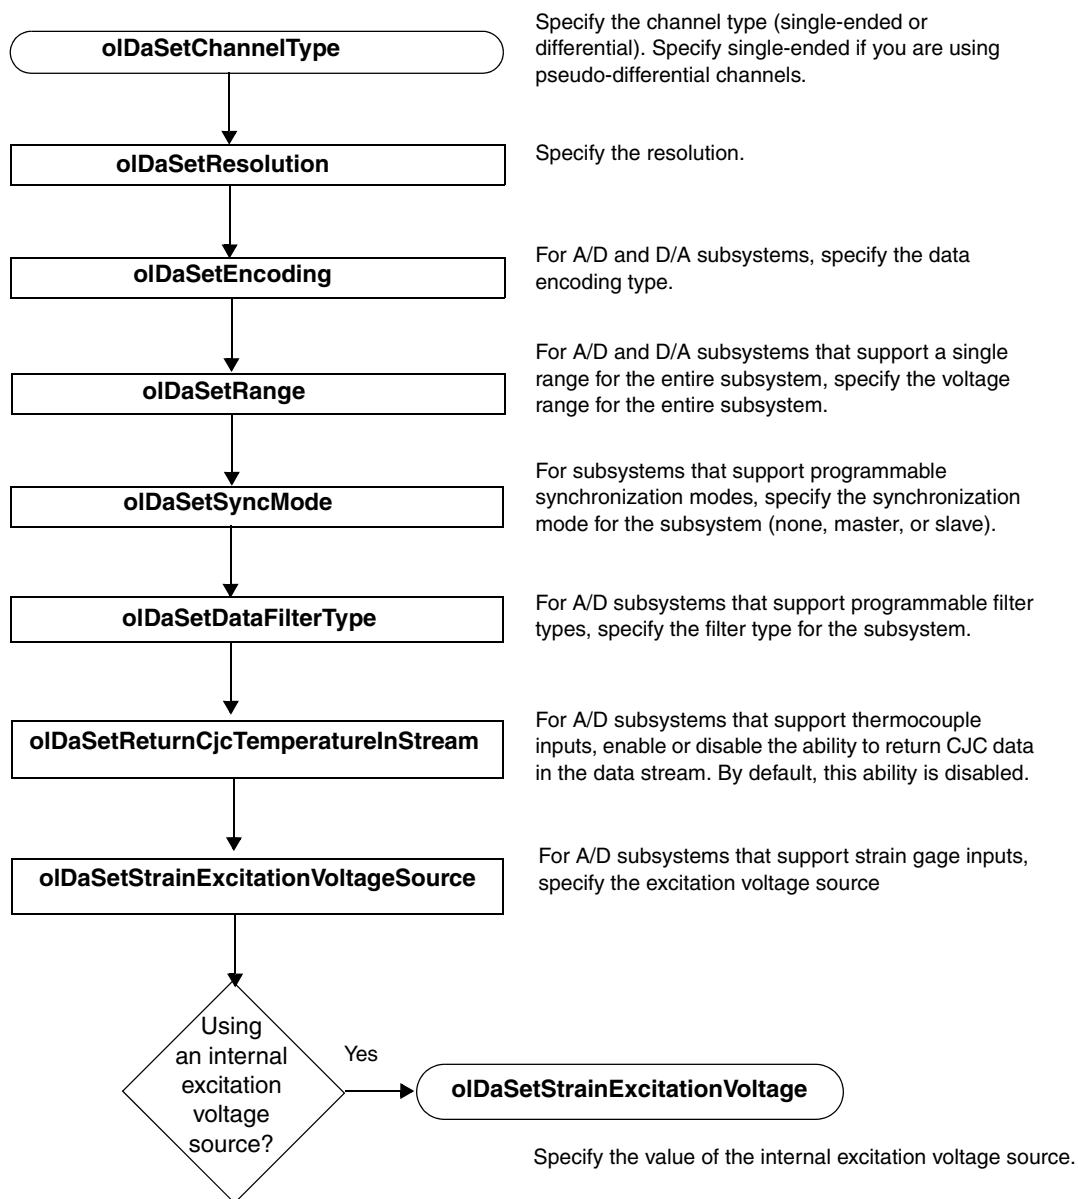 olDaSetChannelType
Specify the channel type (single-ended or
differential). Specify single-ended if you are using
pseudo-differential channels.
olDaSetResolution
Specify the resolution.
olDaSetEncoding
For A/D and D/A subsystems, specify the data
encoding type.
olDaSetRange
For A/D and D/A subsystems that support a single
range for the entire subsystem, specify the voltage
range for the entire subsystem.
olDaSetSyncMode
For subsystems that support programmable
synchronization modes, specify the synchronization
mode for the subsystem (none, master, or slave).
olDaSetDataFilterType
For A/D subsystems that support programmable filter
types, specify the filter type for the subsystem.
olDaSetReturnCjcTemperatureInStream
For A/D subsystems that support thermocouple
inputs, enable or disable the ability to return CJC data
in the data stream. By default, this ability is disabled.
olDaSetStrainExcitationVoltageSource
For A/D subsystems that support strain gage inputs,
specify the excitation voltage source
Using
an internal
excitation
voltage
source?
Yes
olDaSetStrainExcitationVoltage
Specify the value of the internal excitation voltage source.